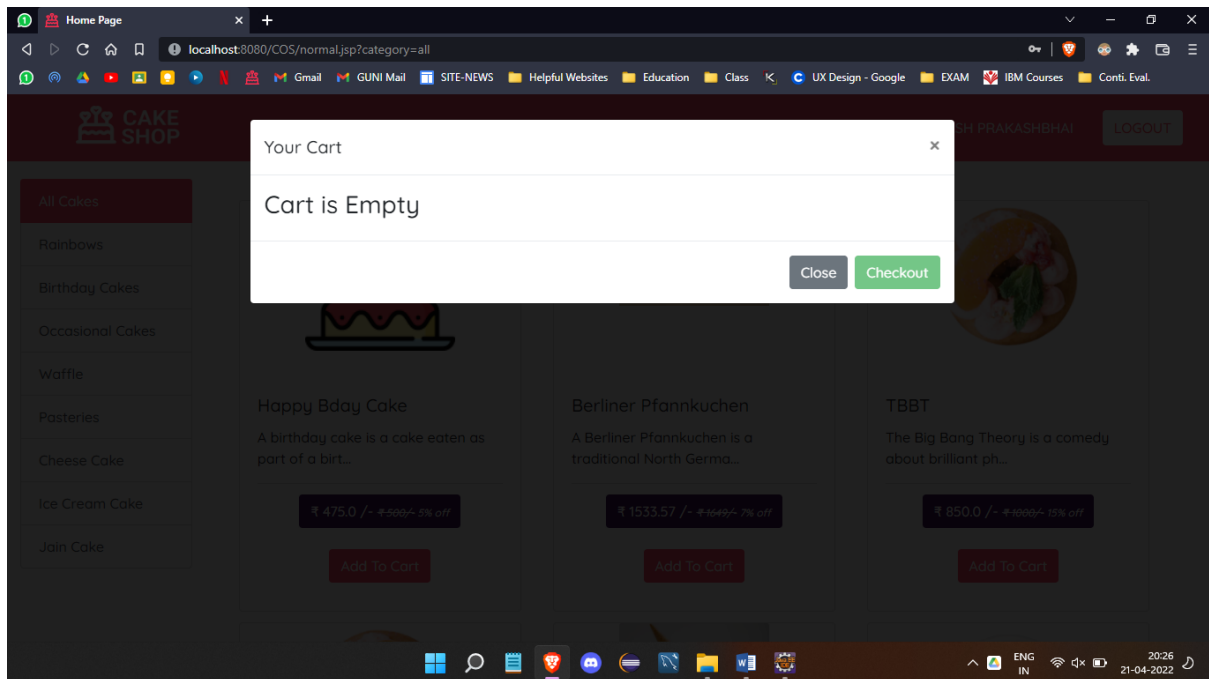 Home Page
localhost:8080/COS/normal.jsp?category=all
Gmail GUNI Mail SITE-NEWS Helpful Websites Education Class UX Design - Google EXAM IBM Courses Conti. Eval.
CAKE
SHOP
SH PRAKASHBHAI LOGOUT
Your Cart ×
Cart is Empty
Close Checkout
All Cakes
Rainbows
Birthday Cakes
Occasional Cakes
Waffle
Pasteries
Cheese Cake
Ice Cream Cake
Jain Cake
Happy Bday Cake
A birthday cake is a cake eaten as
part of a birt...
₹ 475.0 /- ₹500/- 5% off
Add To Cart
Berliner Pfannkuchen
A Berliner Pfannkuchen is a
traditional North Germa...
₹ 1533.57 /- ₹1649/- 7% off
Add To Cart
TBBT
The Big Bang Theory is a comedy
about brilliant ph...
₹ 850.0 /- ₹1000/- 15% off
Add To Cart
ENG
IN
20:26
21-04-2022